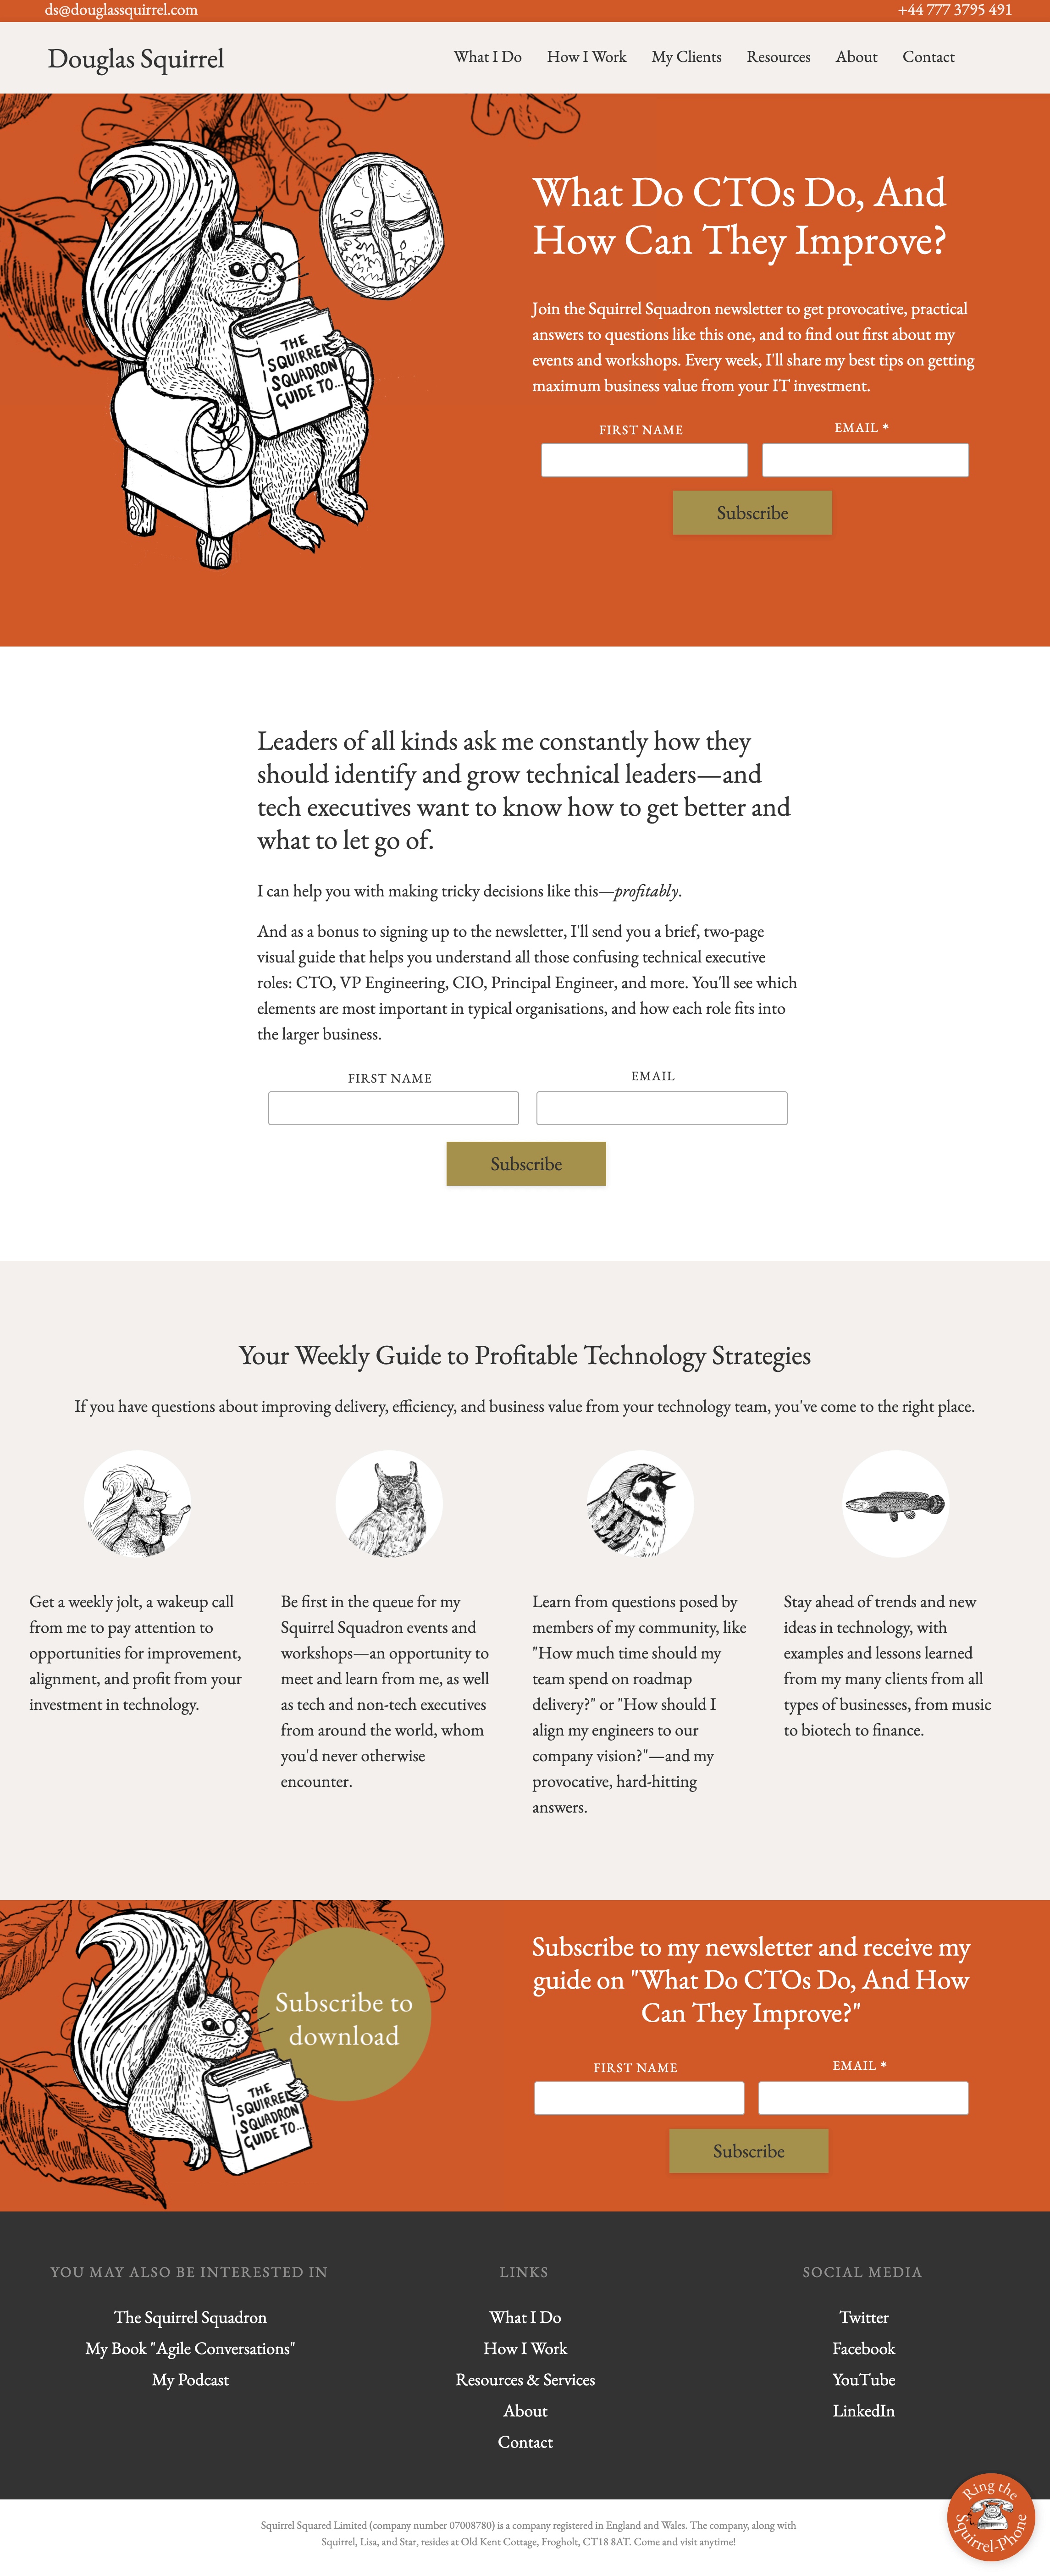 ds@douglassquirrel.com
+44 777 3795 491
Douglas Squirrel
What I Do
How I Work
My Clients
Resources
About
Contact
THE
SQUIRREL
SQUADRON
GUIDE TO...
What Do CTOs Do, And
How Can They Improve?
Join the Squirrel Squadron newsletter to get provocative, practical
answers to questions like this one, and to find out first about my
events and workshops. Every week, I'll share my best tips on getting
maximum business value from your IT investment.
FIRST NAME
EMAIL *
Subscribe
Leaders of all kinds ask me constantly how they
should identify and grow technical leaders—and
tech executives want to know how to get better and
what to let go of.
I can help you with making tricky decisions like this—profitably.
And as a bonus to signing up to the newsletter, I'll send you a brief, two-page
visual guide that helps you understand all those confusing technical executive
roles: CTO, VP Engineering, CIO, Principal Engineer, and more. You'll see which
elements are most important in typical organisations, and how each role fits into
the larger business.
FIRST NAME
EMAIL
Subscribe
Your Weekly Guide to Profitable Technology Strategies
If you have questions about improving delivery, efficiency, and business value from your technology team, you've come to the right place.
Get a weekly jolt, a wakeup call
from me to pay attention to
opportunities for improvement,
alignment, and profit from your
investment in technology.
Be first in the queue for my
Squirrel Squadron events and
workshops—an opportunity to
meet and learn from me, as well
as tech and non-tech executives
from around the world, whom
you'd never otherwise
encounter.
Learn from questions posed by
members of my community, like
"How much time should my
team spend on roadmap
delivery?" or "How should I
align my engineers to our
company vision?"—and my
provocative, hard-hitting
answers.
Stay ahead of trends and new
ideas in technology, with
examples and lessons learned
from my many clients from all
types of businesses, from music
to biotech to finance.
Subscribe to
download
THE
SQUIRREL
SQUADRON
GUIDE TO...
Subscribe to my newsletter and receive my
guide on "What Do CTOs Do, And How
Can They Improve?"
FIRST NAME
EMAIL *
Subscribe
YOU MAY ALSO BE INTERESTED IN
The Squirrel Squadron
My Book "Agile Conversations"
My Podcast
LINKS
What I Do
How I Work
Resources & Services
About
Contact
SOCIAL MEDIA
Twitter
Facebook
YouTube
LinkedIn
Ring the
Squirrel-Phone
Squirrel Squared Limited (company number 07008780) is a company registered in England and Wales. The company, along with
Squirrel, Lisa, and Star, resides at Old Kent Cottage, Frogholt, CT18 8AT. Come and visit anytime!